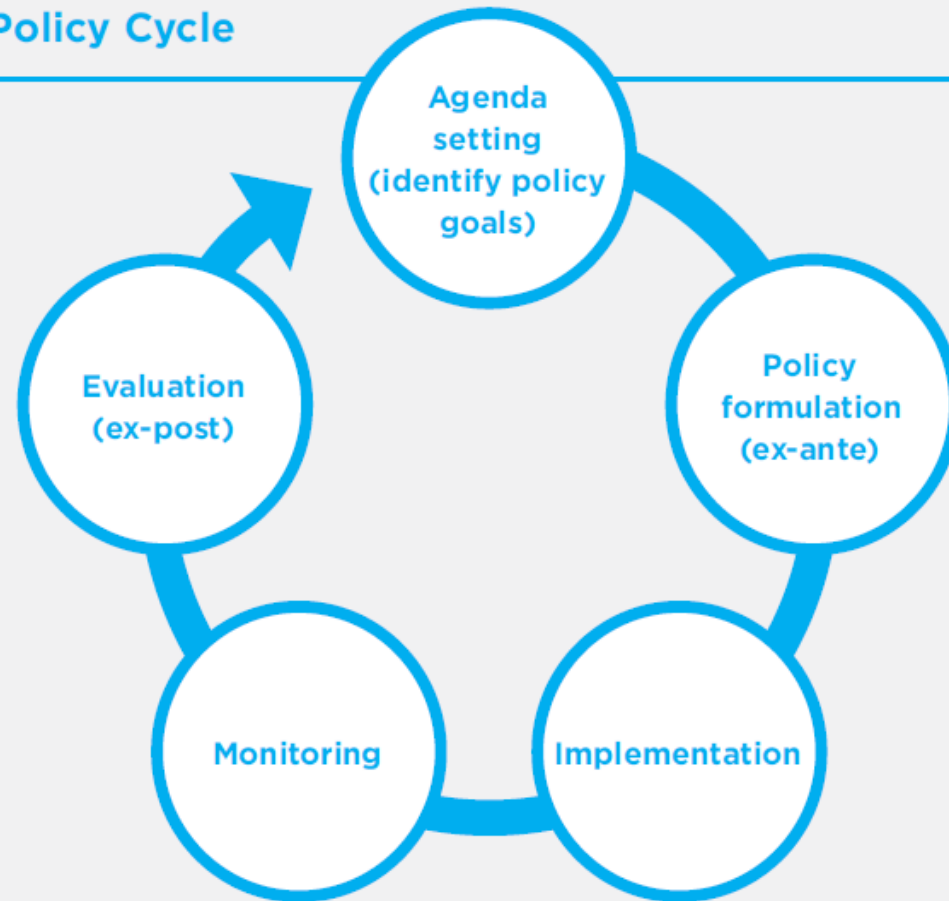 Policy Cycle
Agenda
setting
(identify policy
goals)
Policy
formulation
(ex-ante)
Implementation
Monitoring
Evaluation
(ex-post)